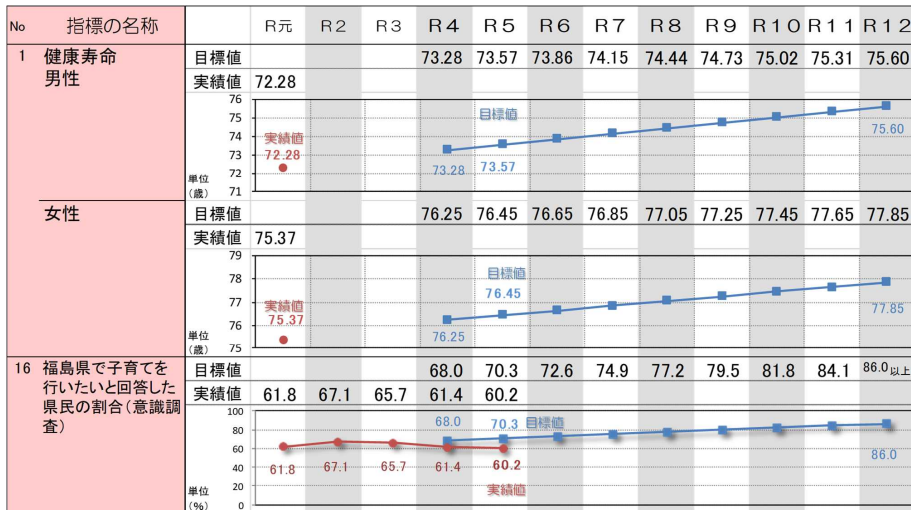 No 指標の名称 R元 R2 R3 R4 R5 R6 R7 R8 R9 R10 R11 R12
1 健康寿命 目標値 73.28 73.57 73.86 74.15 74.44 74.73 75.02 75.31 75.60
男性 実績値 72.28
76
75
74
73
72
71
単位
(歳)
目標値
実績値
72.28
73.28 73.57
75.60
女性 目標値 76.25 76.45 76.65 76.85 77.05 77.25 77.45 77.65 77.85
実績値 75.37
79
78
77
76
75
単位
(歳)
目標値
76.45
実績値
75.37
76.25
77.85
16 福島県で子育てを
行いたいと回答した
県民の割合(意識調
査)
目標値 68.0 70.3 72.6 74.9 77.2 79.5 81.8 84.1 86.0以上
実績値 61.8 67.1 65.7 61.4 60.2
100
80
60
40
20
0
単位
(%)
68.0 70.3 目標値
61.8 67.1 65.7 61.4 60.2
86.0
実績値